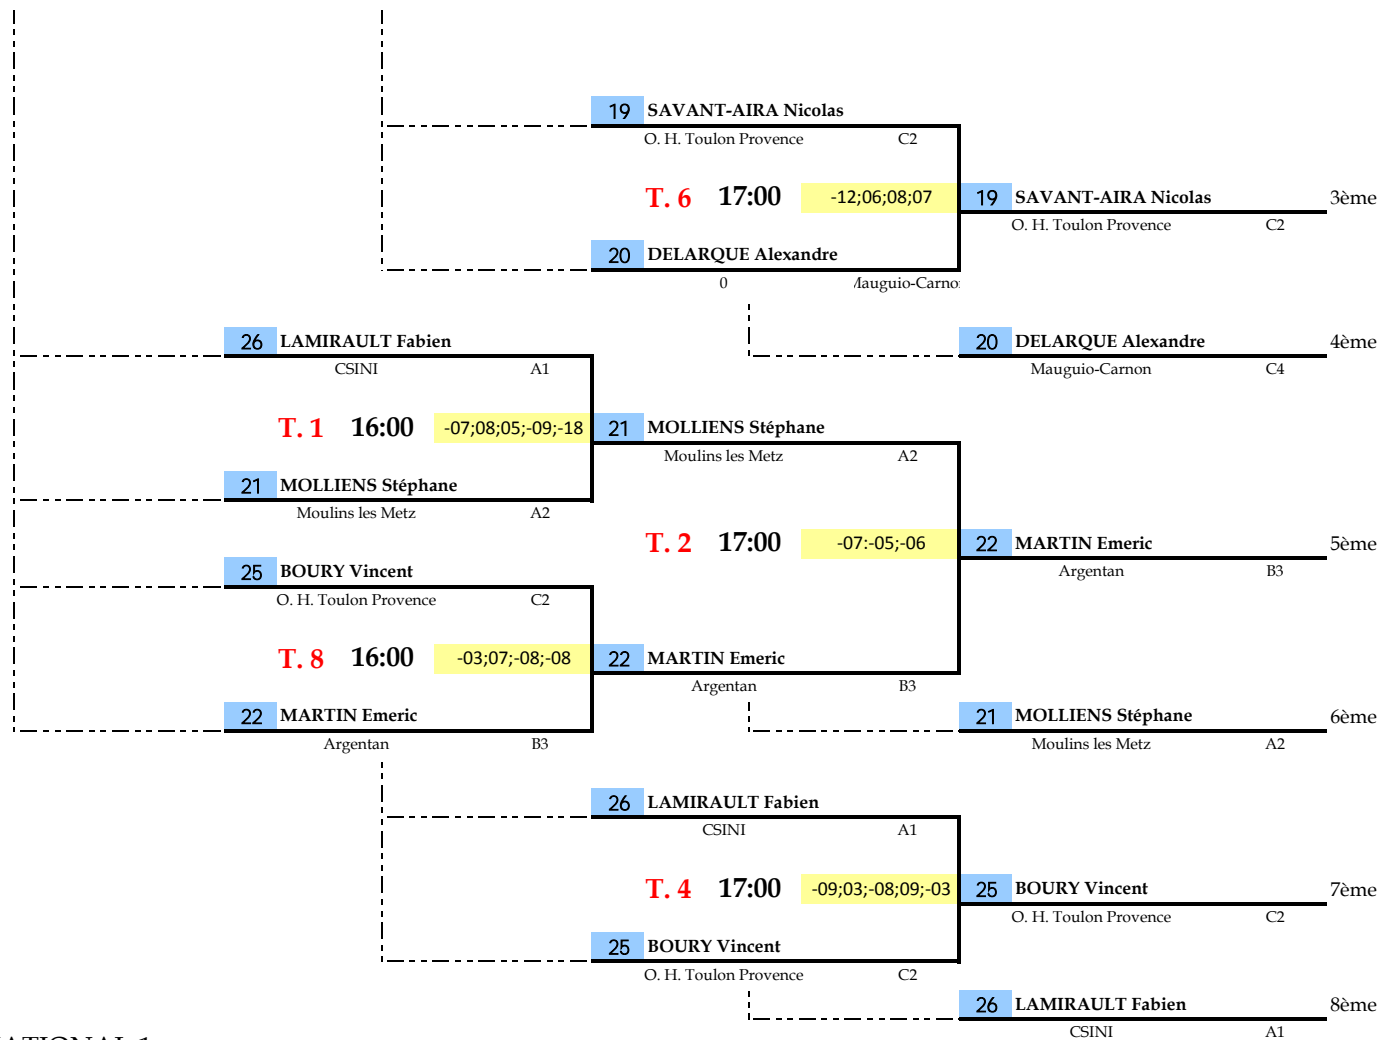 19 SAVANT-AIRA Nicolas
O. H. Toulon Provence C2
T. 6 17:00 -12;06;08;07 19 SAVANT-AIRA Nicolas 3ème
O. H. Toulon Provence C2
20 DELARQUE Alexandre
0 Mauguio-Carnon
26 LAMIRAULT Fabien 20 DELARQUE Alexandre 4ème
CSINI A1 Mauguio-Carnon C4
T. 1 16:00 -07;08;05;-09;-18 21 MOLLIENS Stéphane
Moulins les Metz A2
21 MOLLIENS Stéphane
Moulins les Metz A2
T. 2 17:00 -07:-05;-06 22 MARTIN Emeric 5ème
25 BOURY Vincent Argentan B3
O. H. Toulon Provence C2
T. 8 16:00 -03;07;-08;-08 22 MARTIN Emeric
Argentan B3
22 MARTIN Emeric 21 MOLLIENS Stéphane 6ème
Argentan B3 Moulins les Metz A2
26 LAMIRAULT Fabien
CSINI A1
T. 4 17:00 -09;03;-08;09;-03 25 BOURY Vincent 7ème
O. H. Toulon Provence C2
25 BOURY Vincent
O. H. Toulon Provence C2
26 LAMIRAULT Fabien 8ème
CSINI A1